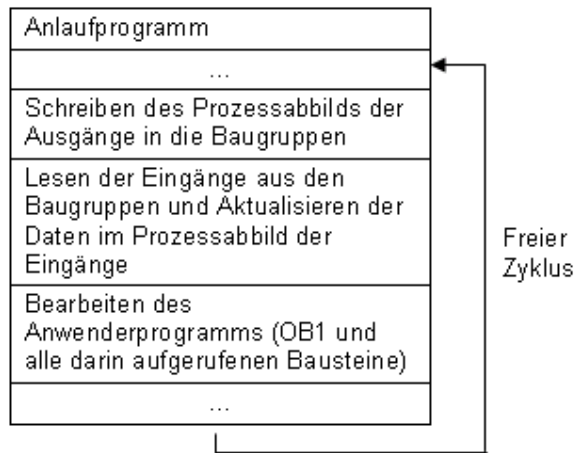 Anlaufprogramm
...
Schreiben des Prozessabbilds der
Ausgänge in die Baugruppen
Lesen der Eingänge aus den
Baugruppen und Aktualisieren der
Daten im Prozessabbild der
Eingänge
Bearbeiten des
Anwenderprogramms (OB1 und
alle darin aufgerufenen Bausteine)
...
Freier
Zyklus